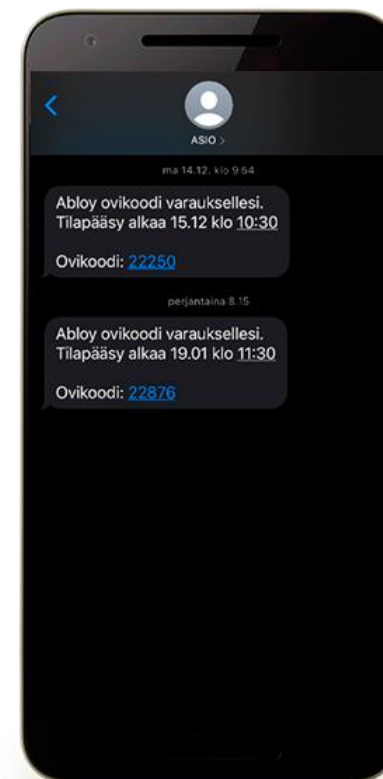 ASIO >
ma 14.12. klo 9.54
Abloy ovikoodi varauksellesi.
Tilapääsy alkaa 15.12 klo 10:30
Ovikoodi: 22250
perjantaina 8.15
Abloy ovikoodi varauksellesi.
Tilapääsy alkaa 19.01 klo 11:30
Ovikoodi: 22876